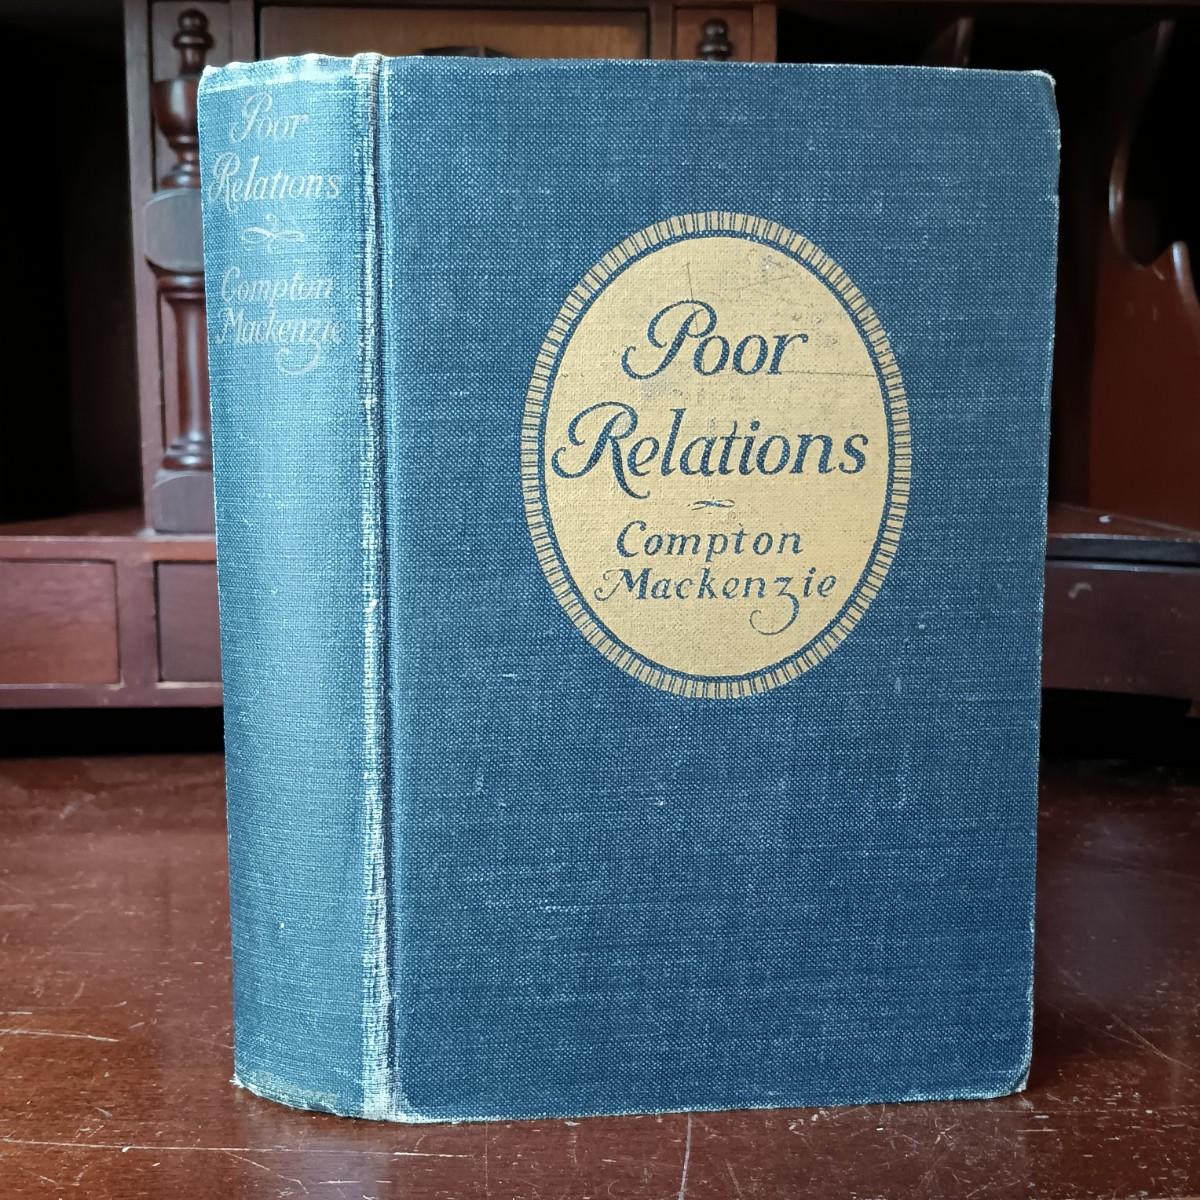 Poor
Relations
Compton
Mackenzie
Poor
Relations
Compton
Mackenzie